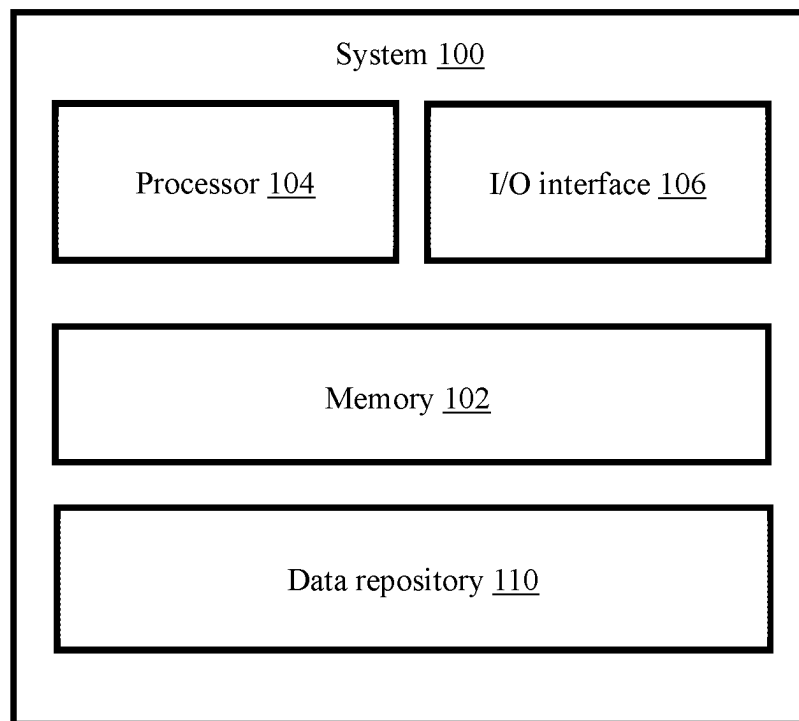 System 100
Processor 104
I/O interface 106
Memory 102
Data repository 110